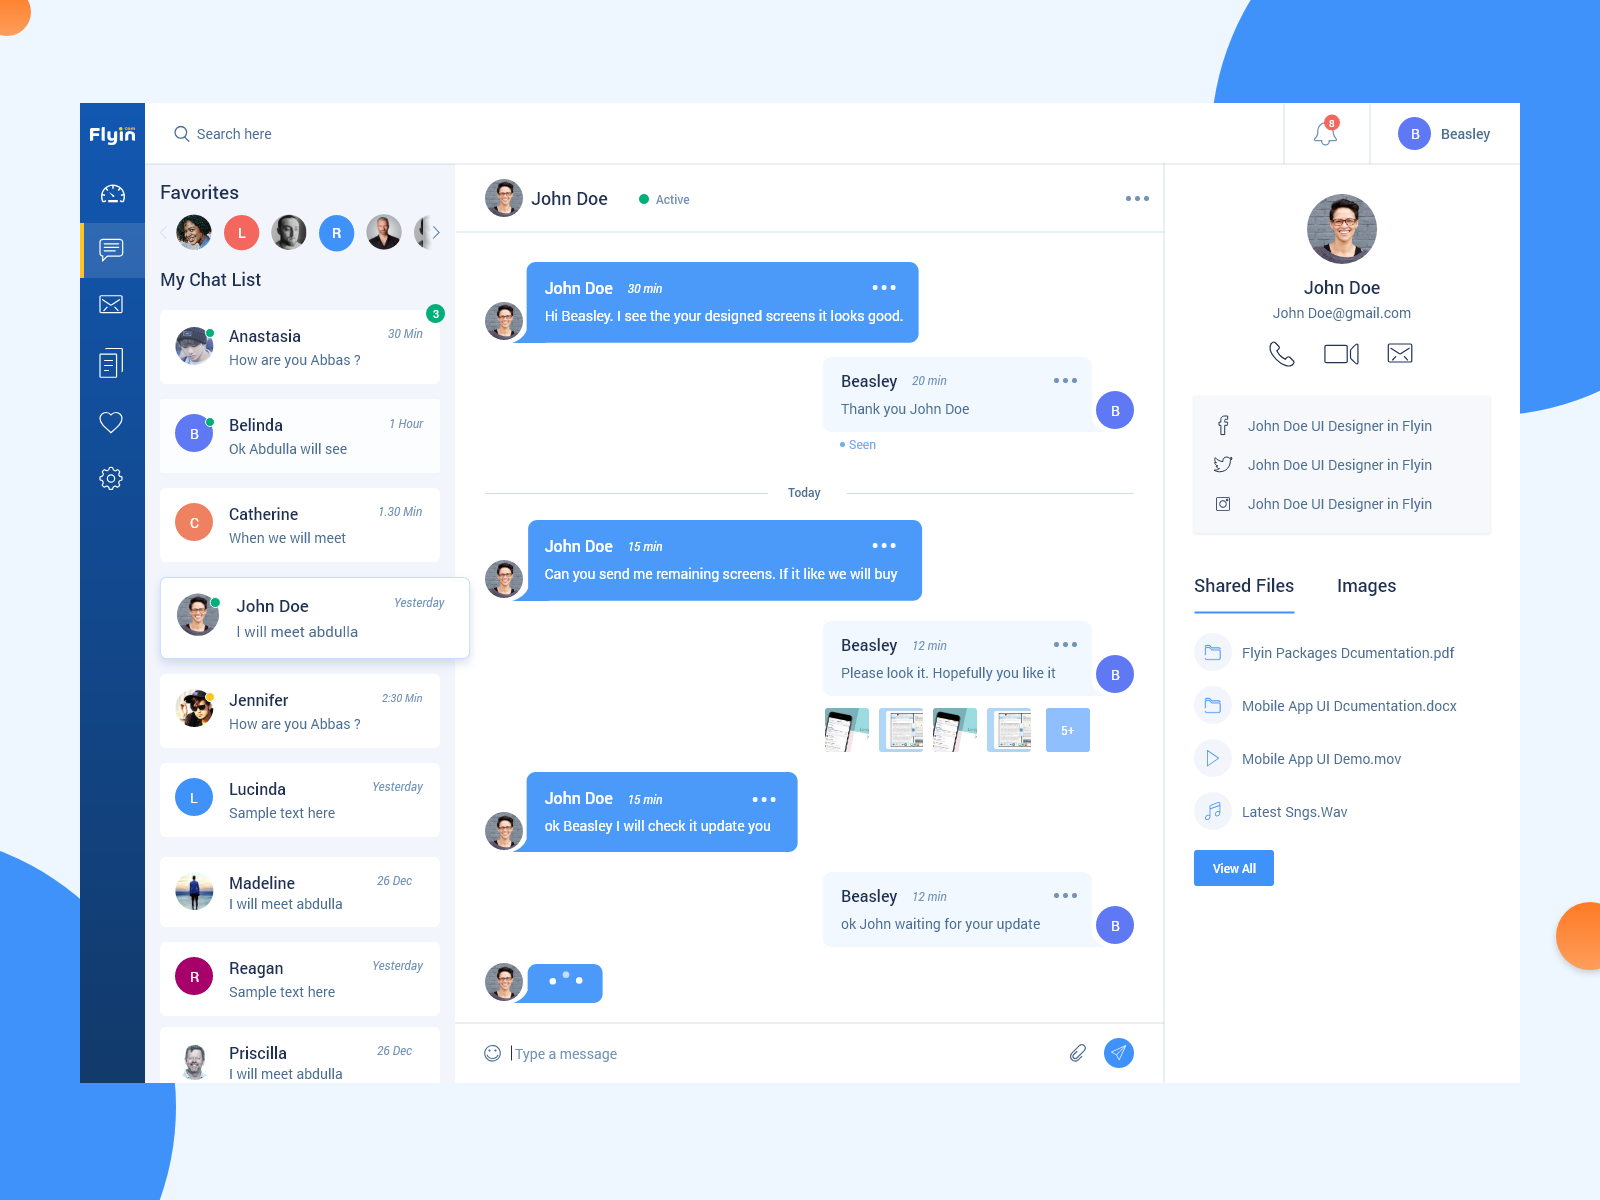 Flyin
.com
Search here
8
B
Beasley
Favorites
L
R
My Chat List
3
Anastasia
30 Min
How are you Abbas ?
B
Belinda
1 Hour
Ok Abdulla will see
C
Catherine
1.30 Min
When we will meet
John Doe
Yesterday
I will meet abdulla
Jennifer
2:30 Min
How are you Abbas ?
L
Lucinda
Yesterday
Sample text here
Madeline
26 Dec
I will meet abdulla
R
Reagan
Yesterday
Sample text here
Priscilla
26 Dec
I will meet abdulla
John Doe
Active
John Doe 30 min
Hi Beasley. I see the your designed screens it looks good.
Beasley 20 min
Thank you John Doe
B
Seen
Today
John Doe 15 min
Can you send me remaining screens. If it like we will buy
Beasley 12 min
Please look it. Hopefully you like it
B
5+
John Doe 15 min
ok Beasley I will check it update you
Beasley 12 min
ok John waiting for your update
B
Type a message
John Doe
John Doe@gmail.com
John Doe UI Designer in Flyin
John Doe UI Designer in Flyin
John Doe UI Designer in Flyin
Shared Files
Images
Flyin Packages Dcumentation.pdf
Mobile App UI Dcumentation.docx
Mobile App UI Demo.mov
Latest Sngs.Wav
View All